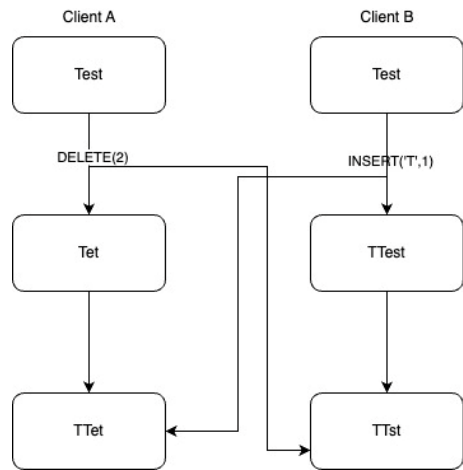 Client A
Client B
Test
Test
DELETE(2)
INSERT('T',1)
Tet
TTest
TTet
TTst